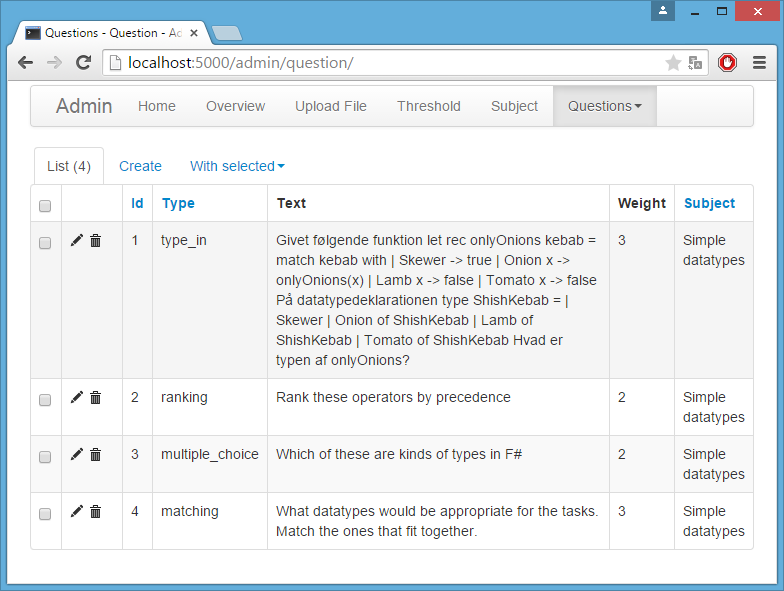 Questions - Question - Ac
localhost:5000/admin/question/
Admin Home Overview Upload File Threshold Subject Questions
List (4) Create With selected
Id Type Text Weight Subject
1 type_in Givet følgende funktion let rec onlyOnions kebab = 3 Simple
match kebab with | Skewer -> true | Onion x -> datatypes
onlyOnions(x) | Lamb x -> false | Tomato x -> false
På datatypedeklarationen type ShishKebab = |
Skewer | Onion of ShishKebab | Lamb of
ShishKebab | Tomato of ShishKebab Hvad er
typen af onlyOnions?
2 ranking Rank these operators by precedence 2 Simple
datatypes
3 multiple_choice Which of these are kinds of types in F# 2 Simple
datatypes
4 matching What datatypes would be appropriate for the tasks. 3 Simple
Match the ones that fit together. datatypes